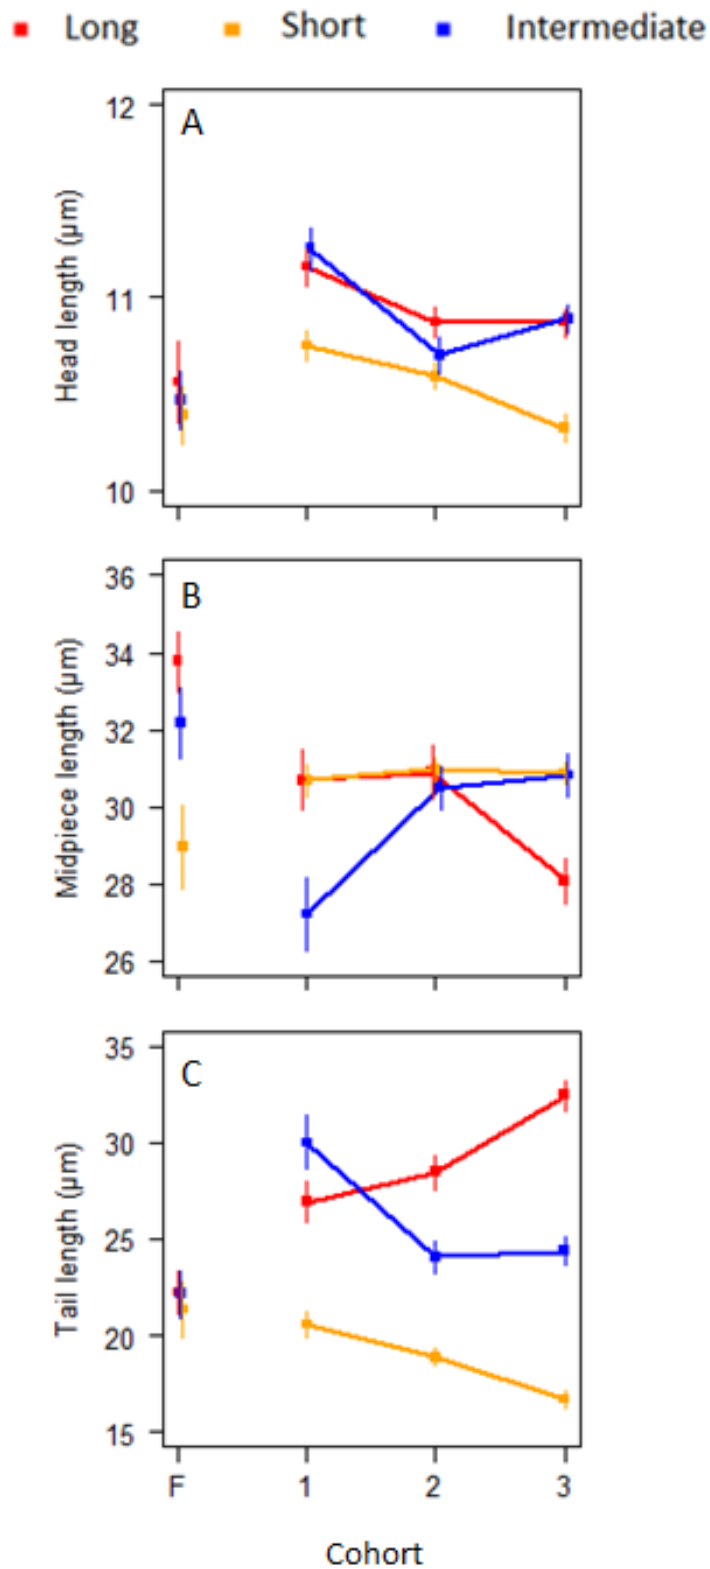 Long Short Intermediate
A
Head length (µm)
12
11
10
B
Midpiece length (µm)
36
34
32
30
28
26
C
Tail length (µm)
35
30
25
20
15
F 1 2 3
Cohort